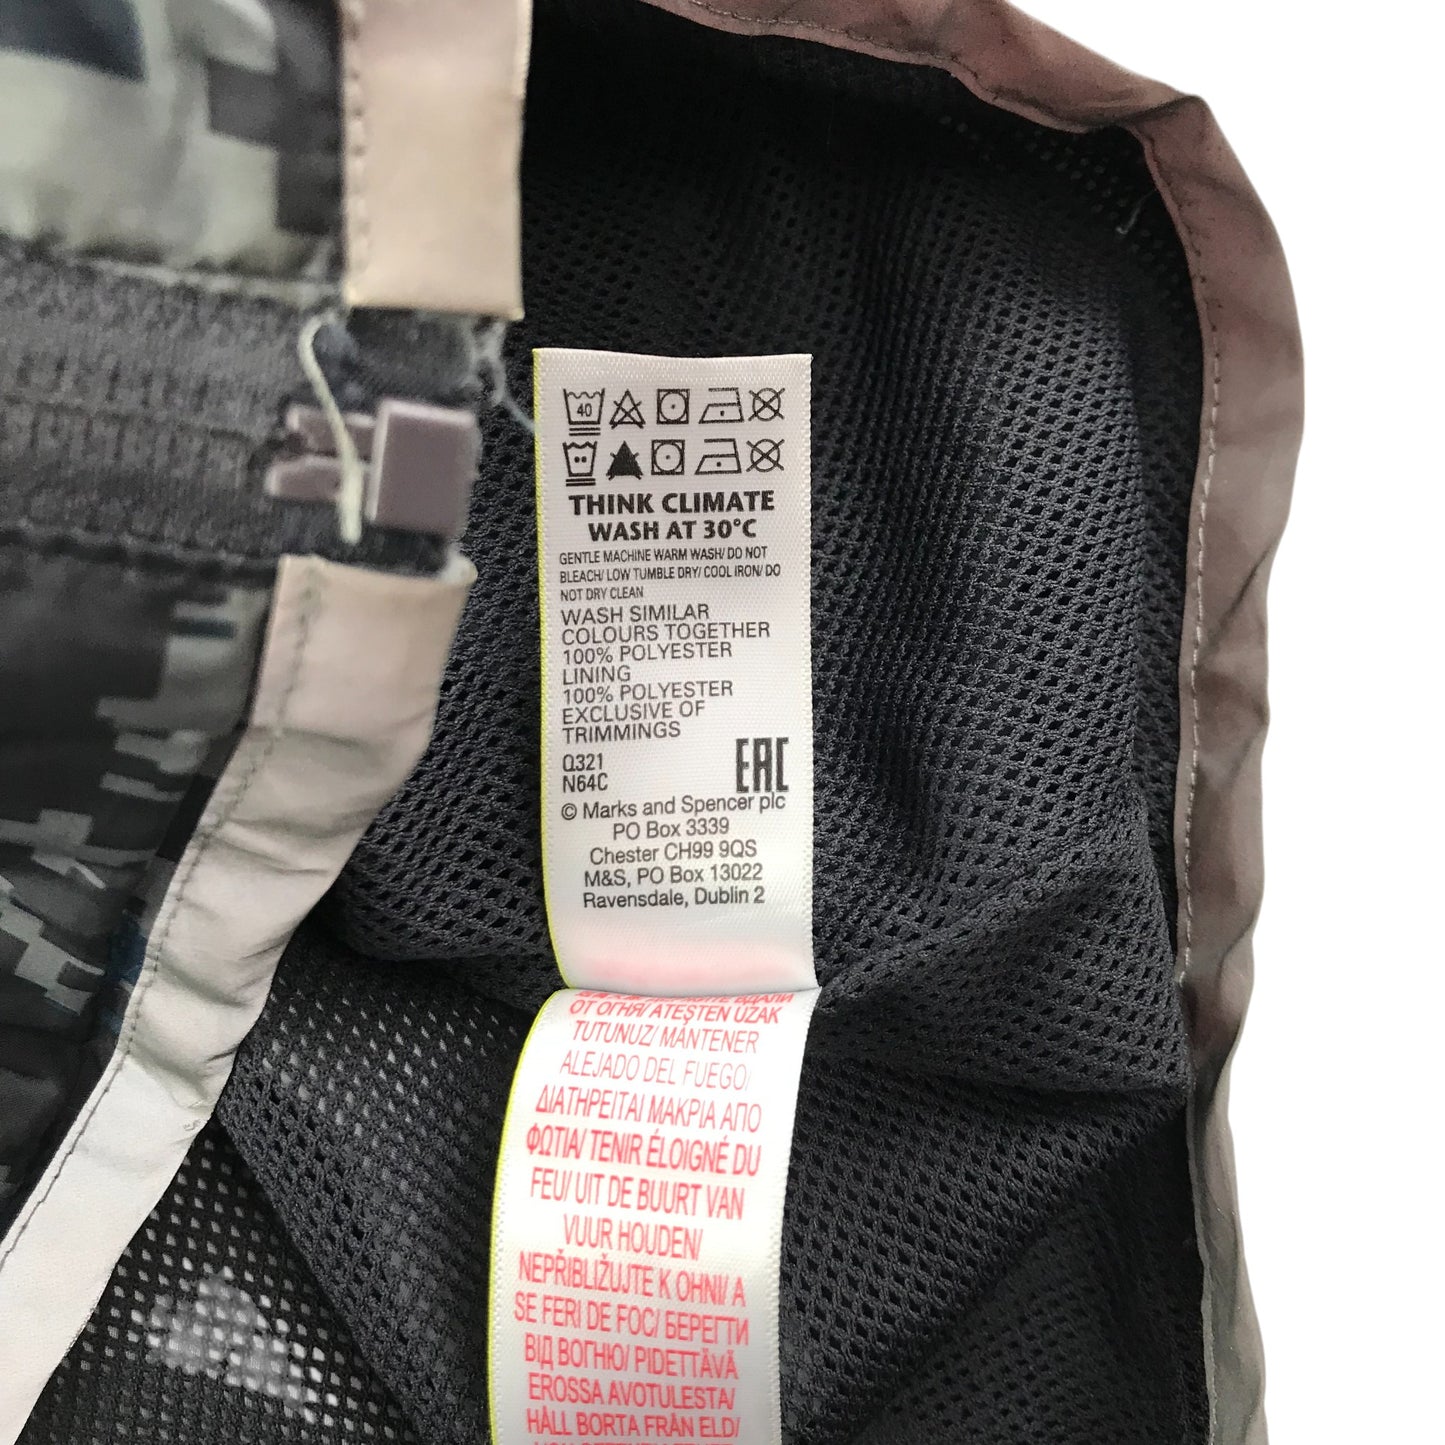 40
THINK CLIMATE
WASH AT 30°C
GENTLE MACHINE WARM WASH/ DO NOT
BLEACH/ LOW TUMBLE DRY/ COOL IRON/ DO
NOT DRY CLEAN
WASH SIMILAR
COLOURS TOGETHER
100% POLYESTER
LINING
100% POLYESTER
EXCLUSIVE OF
TRIMMINGS
Q321
N64C
EAC
© Marks and Spencer plc
PO Box 3339
Chester CH99 9QS
M&S, PO Box 13022
Ravensdale, Dublin 2
ВДАЛИ
ОТ ОГНЯ/ ATEŞTEN UZAK
TUTUNUZ/ MANTENER
ALEJADO DEL FUEGO/
ΔΙΑΤΗΡΕΙΤΑΙ ΜΑΚΡΙΑ ΑΠΟ
ΦΩΤΙΑ/ TENIR ÉLOIGNÉ DU
FEU/ UIT DE BUURT VAN
VUUR HOUDEN/
NEPŘIBLIŽUJTE K OHNI/ A
SE FERI DE FOC/ БЕРЕГТИ
ВІД ВОГНЮ/ PIDETTÄVÄ
EROSSA AVOTULESTA/
HÅLL BORTA FRÅN ELD/